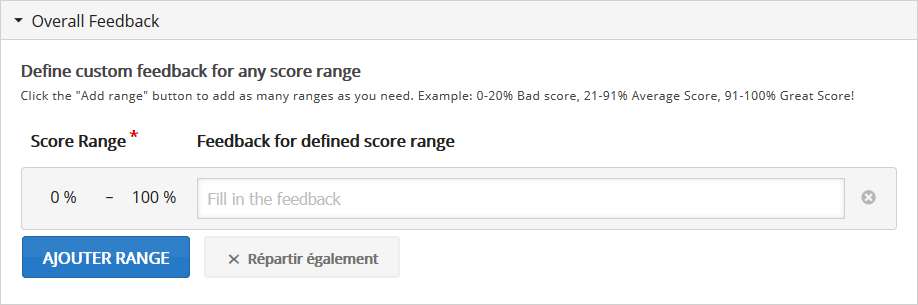 Overall Feedback
Define custom feedback for any score range
Click the "Add range" button to add as many ranges as you need. Example: 0-20% Bad score, 21-91% Average Score, 91-100% Great Score!
Score Range * Feedback for defined score range
0 % – 100 % Fill in the feedback
AJOUTER RANGE × Répartir également